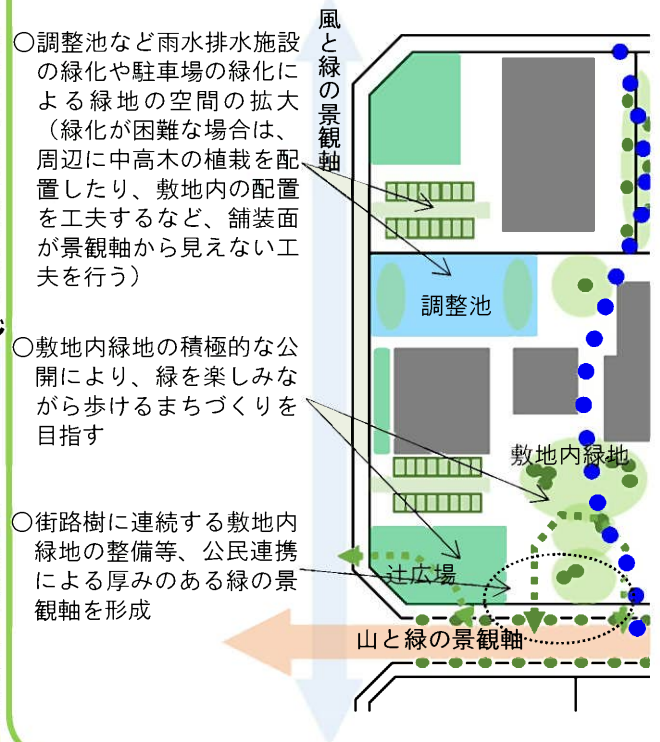 風と緑の景観軸
○調整池など雨水排水施設
の緑化や駐車場の緑化に
よる緑地の空間の拡大
（緑化が困難な場合は、
周辺に中高木の植栽を配
置したり、敷地内の配置
を工夫するなど、舗装面
が景観軸から見えない工
夫を行う）
調整池
○敷地内緑地の積極的な公
開により、緑を楽しみな
がら歩けるまちづくりを
目指す
敷地内緑地
○街路樹に連続する敷地内
緑地の整備等、公民連携
による厚みのある緑の景
観軸を形成
辻広場
山と緑の景観軸